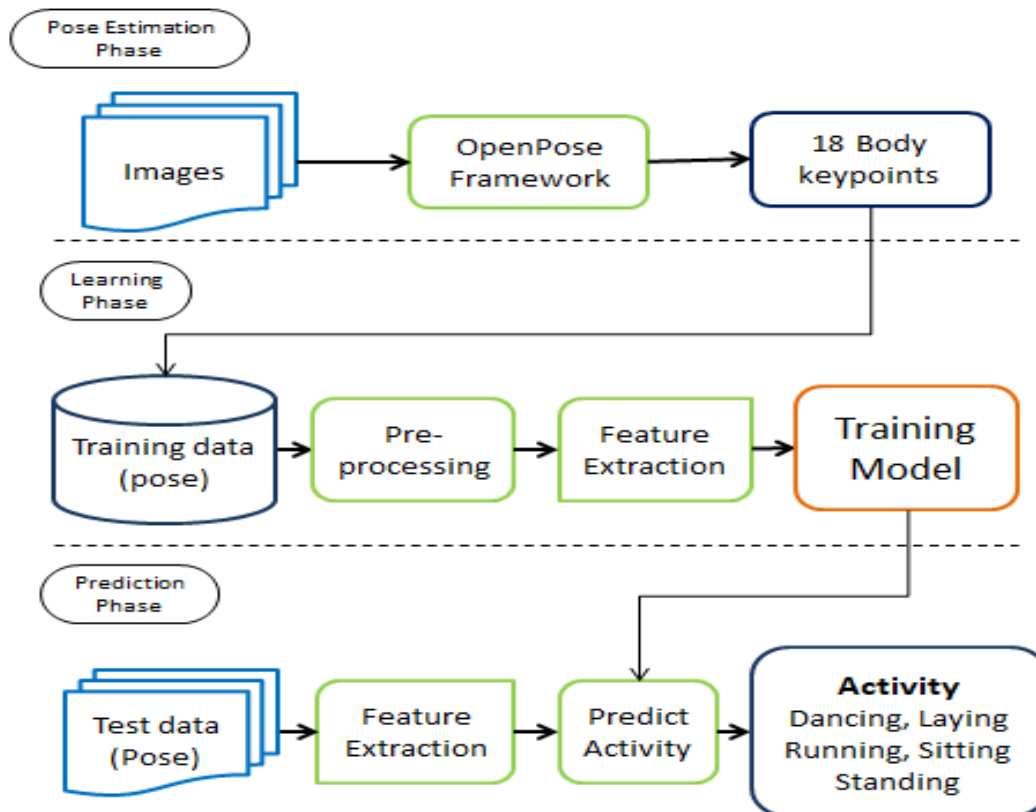 Pose Estimation
Phase
Images
OpenPose
Framework
18 Body
keypoints
Learning
Phase
Training data
(pose)
Pre-
processing
Feature
Extraction
Training
Model
Prediction
Phase
Test data
(Pose)
Feature
Extraction
Predict
Activity
Activity
Dancing, Laying
Running, Sitting
Standing